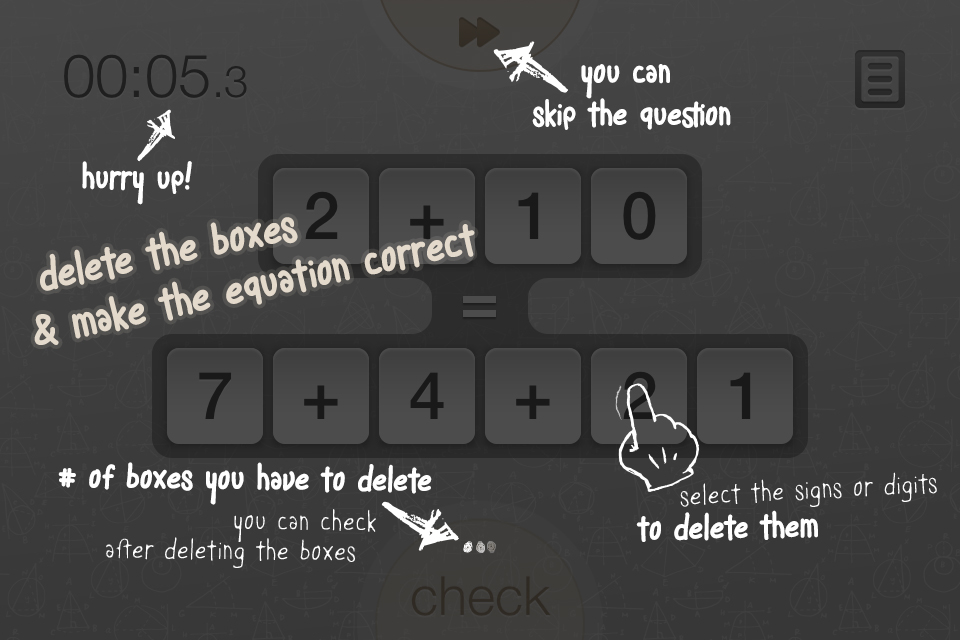 00:05.3
you can
skip the question
hurry up!
2 + 1 0
delete the boxes
& make the equation correct
=
7 + 4 + 2 1
# of boxes you have to delete
you can check
after deleting the boxes
select the signs or digits
to delete them
check